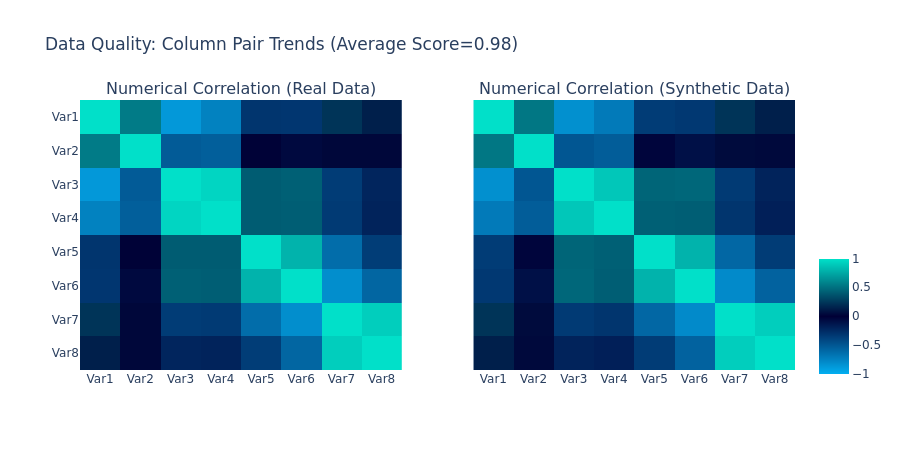 Data Quality: Column Pair Trends (Average Score=0.98)
Numerical Correlation (Real Data)
Numerical Correlation (Synthetic Data)
Var1
Var2
Var3
Var4
Var5
Var6
Var7
Var8
Var1 Var2 Var3 Var4 Var5 Var6 Var7 Var8
Var1 Var2 Var3 Var4 Var5 Var6 Var7 Var8
1
0.5
0
−0.5
−1